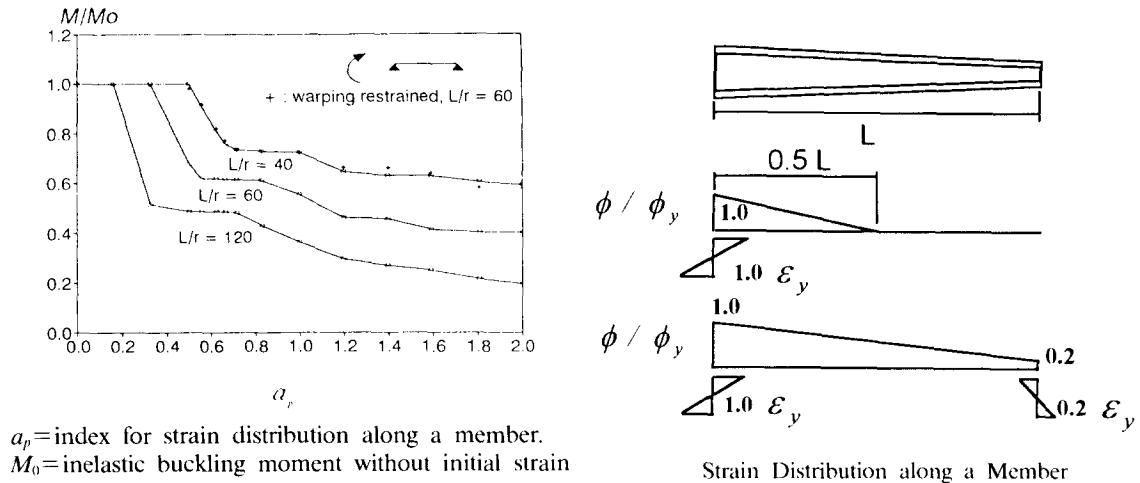 M/Mo
1.2
1.0
0.8
0.6
0.4
0.2
0.0
+ : warping restrained, L/r = 60
L/r = 40
L/r = 60
L/r = 120
0.0 0.2 0.4 0.6 0.8 1.0 1.2 1.4 1.6 1.8 2.0
a_p=index for strain distribution along a member.
M_0=inelastic buckling moment without initial strain
L
0.5 L
ϕ / ϕ_y
1.0
1.0 ε_y
1.0
ϕ / ϕ_y
0.2
1.0 ε_y
0.2 ε_y
Strain Distribution along a Member